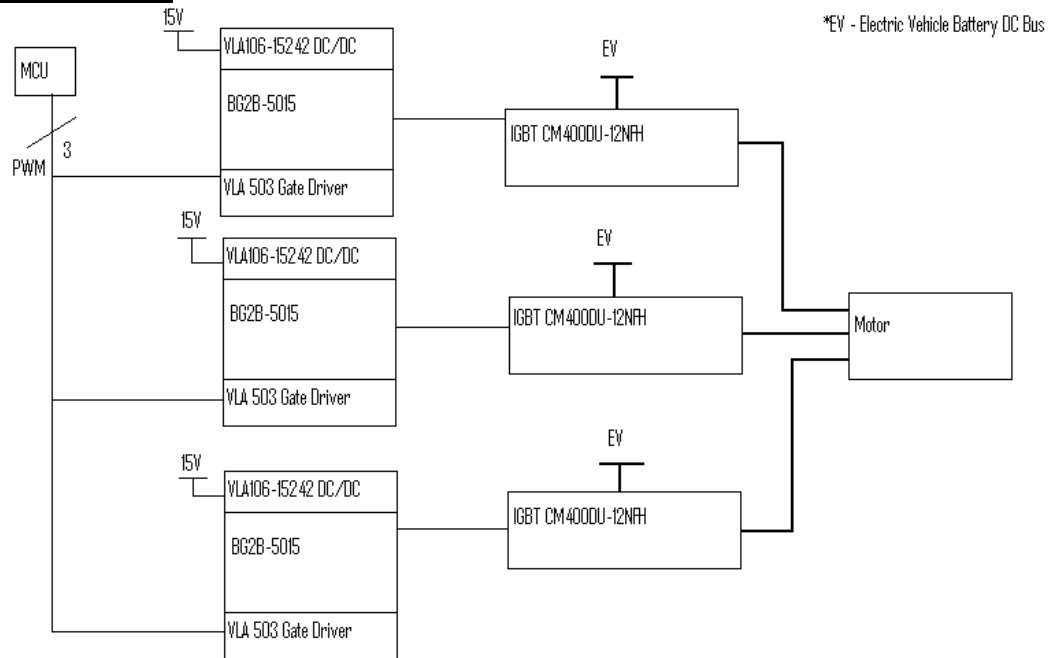 15V
*EV - Electric Vehicle Battery DC Bus
VLA106-15242 DC/DC
EV
MCU
BG2B-5015
IGBT CM400DU-12NFH
3
PWM
VLA 503 Gate Driver
15V
EV
VLA106-15242 DC/DC
BG2B-5015
IGBT CM400DU-12NFH
Motor
VLA 503 Gate Driver
EV
15V
VLA106-15242 DC/DC
IGBT CM400DU-12NFH
BG2B-5015
VLA 503 Gate Driver